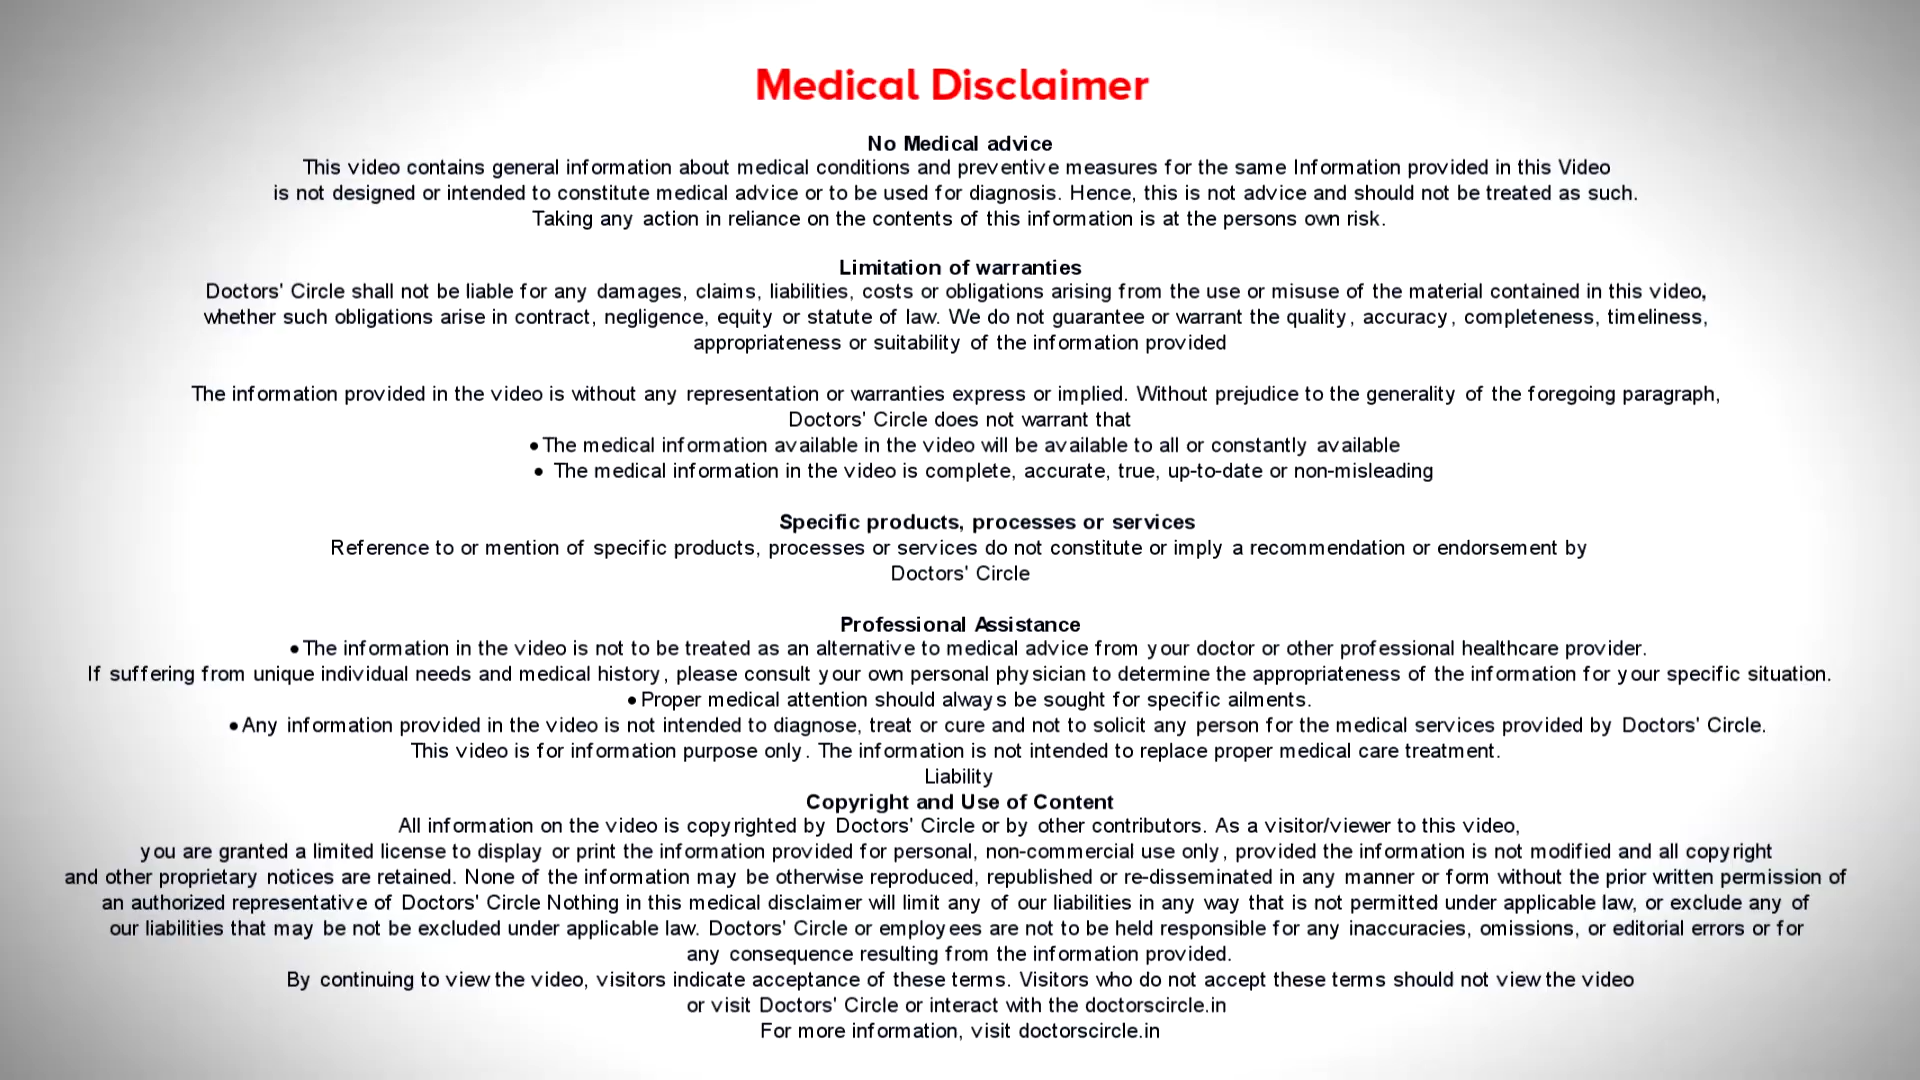 Medical Disclaimer
No Medical advice
This video contains general information about medical conditions and preventive measures for the same Information provided in this Video
is not designed or intended to constitute medical advice or to be used for diagnosis. Hence, this is not advice and should not be treated as such.
Taking any action in reliance on the contents of this information is at the persons own risk.
Limitation of warranties
Doctors' Circle shall not be liable for any damages, claims, liabilities, costs or obligations arising from the use or misuse of the material contained in this video,
whether such obligations arise in contract, negligence, equity or statute of law. We do not guarantee or warrant the quality, accuracy, completeness, timeliness,
appropriateness or suitability of the information provided
The information provided in the video is without any representation or warranties express or implied. Without prejudice to the generality of the foregoing paragraph,
Doctors' Circle does not warrant that
•The medical information available in the video will be available to all or constantly available
• The medical information in the video is complete, accurate, true, up-to-date or non-misleading
Specific products, processes or services
Reference to or mention of specific products, processes or services do not constitute or imply a recommendation or endorsement by
Doctors' Circle
Professional Assistance
•The information in the video is not to be treated as an alternative to medical advice from your doctor or other professional healthcare provider.
If suffering from unique individual needs and medical history, please consult your own personal physician to determine the appropriateness of the information for your specific situation.
•Proper medical attention should always be sought for specific ailments.
•Any information provided in the video is not intended to diagnose, treat or cure and not to solicit any person for the medical services provided by Doctors' Circle.
This video is for information purpose only. The information is not intended to replace proper medical care treatment.
Liability
Copyright and Use of Content
All information on the video is copyrighted by Doctors' Circle or by other contributors. As a visitor/viewer to this video,
you are granted a limited license to display or print the information provided for personal, non-commercial use only, provided the information is not modified and all copyright
and other proprietary notices are retained. None of the information may be otherwise reproduced, republished or re-disseminated in any manner or form without the prior written permission of
an authorized representative of Doctors' Circle Nothing in this medical disclaimer will limit any of our liabilities in any way that is not permitted under applicable law, or exclude any of
our liabilities that may be not be excluded under applicable law. Doctors' Circle or employees are not to be held responsible for any inaccuracies, omissions, or editorial errors or for
any consequence resulting from the information provided.
By continuing to view the video, visitors indicate acceptance of these terms. Visitors who do not accept these terms should not view the video
or visit Doctors' Circle or interact with the doctorscircle.in
For more information, visit doctorscircle.in